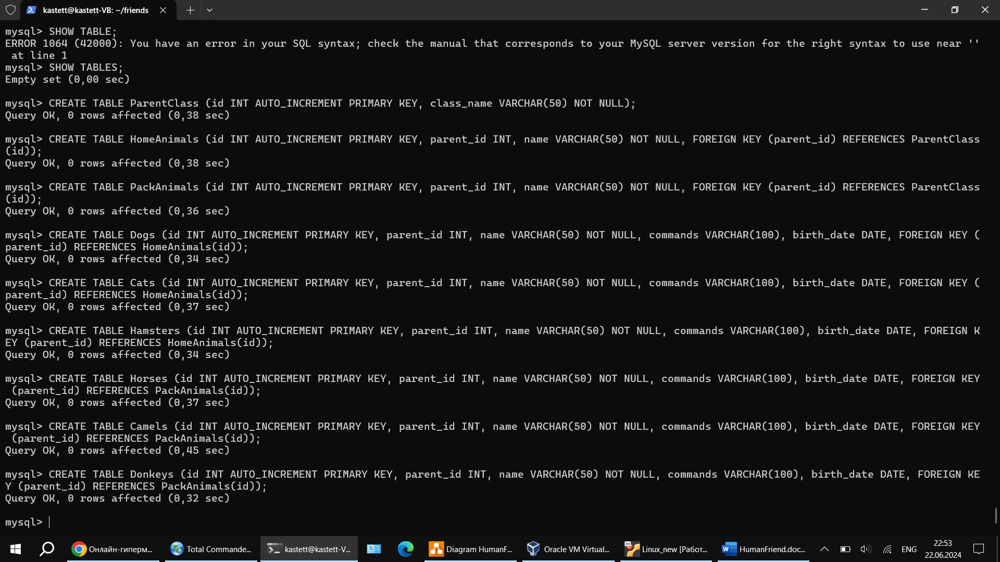 kastett@kastett-VB: ~/friends
mysql> SHOW TABLE;
ERROR 1064 (42000): You have an error in your SQL syntax; check the manual that corresponds to your MySQL server version for the right syntax to use near ''
 at line 1
mysql> SHOW TABLES;
Empty set (0,00 sec)
mysql> CREATE TABLE ParentClass (id INT AUTO_INCREMENT PRIMARY KEY, class_name VARCHAR(50) NOT NULL);
Query OK, 0 rows affected (0,38 sec)
mysql> CREATE TABLE HomeAnimals (id INT AUTO_INCREMENT PRIMARY KEY, parent_id INT, name VARCHAR(50) NOT NULL, FOREIGN KEY (parent_id) REFERENCES ParentClass
(id));
Query OK, 0 rows affected (0,38 sec)
mysql> CREATE TABLE PackAnimals (id INT AUTO_INCREMENT PRIMARY KEY, parent_id INT, name VARCHAR(50) NOT NULL, FOREIGN KEY (parent_id) REFERENCES ParentClass
(id));
Query OK, 0 rows affected (0,36 sec)
mysql> CREATE TABLE Dogs (id INT AUTO_INCREMENT PRIMARY KEY, parent_id INT, name VARCHAR(50) NOT NULL, commands VARCHAR(100), birth_date DATE, FOREIGN KEY (
parent_id) REFERENCES HomeAnimals(id));
Query OK, 0 rows affected (0,34 sec)
mysql> CREATE TABLE Cats (id INT AUTO_INCREMENT PRIMARY KEY, parent_id INT, name VARCHAR(50) NOT NULL, commands VARCHAR(100), birth_date DATE, FOREIGN KEY (
parent_id) REFERENCES HomeAnimals(id));
Query OK, 0 rows affected (0,37 sec)
mysql> CREATE TABLE Hamsters (id INT AUTO_INCREMENT PRIMARY KEY, parent_id INT, name VARCHAR(50) NOT NULL, commands VARCHAR(100), birth_date DATE, FOREIGN K
EY (parent_id) REFERENCES HomeAnimals(id));
Query OK, 0 rows affected (0,34 sec)
mysql> CREATE TABLE Horses (id INT AUTO_INCREMENT PRIMARY KEY, parent_id INT, name VARCHAR(50) NOT NULL, commands VARCHAR(100), birth_date DATE, FOREIGN KEY
 (parent_id) REFERENCES PackAnimals(id));
Query OK, 0 rows affected (0,37 sec)
mysql> CREATE TABLE Camels (id INT AUTO_INCREMENT PRIMARY KEY, parent_id INT, name VARCHAR(50) NOT NULL, commands VARCHAR(100), birth_date DATE, FOREIGN KEY
 (parent_id) REFERENCES PackAnimals(id));
Query OK, 0 rows affected (0,45 sec)
mysql> CREATE TABLE Donkeys (id INT AUTO_INCREMENT PRIMARY KEY, parent_id INT, name VARCHAR(50) NOT NULL, commands VARCHAR(100), birth_date DATE, FOREIGN KE
Y (parent_id) REFERENCES PackAnimals(id));
Query OK, 0 rows affected (0,32 sec)
mysql>
Онлайн-гиперм... Total Commande... kastett@kastett-V... Diagram HumanF... Oracle VM Virtual... 64 Linux_new [Работ... W HumanFriend.doc... ENG 22:53
22.06.2024